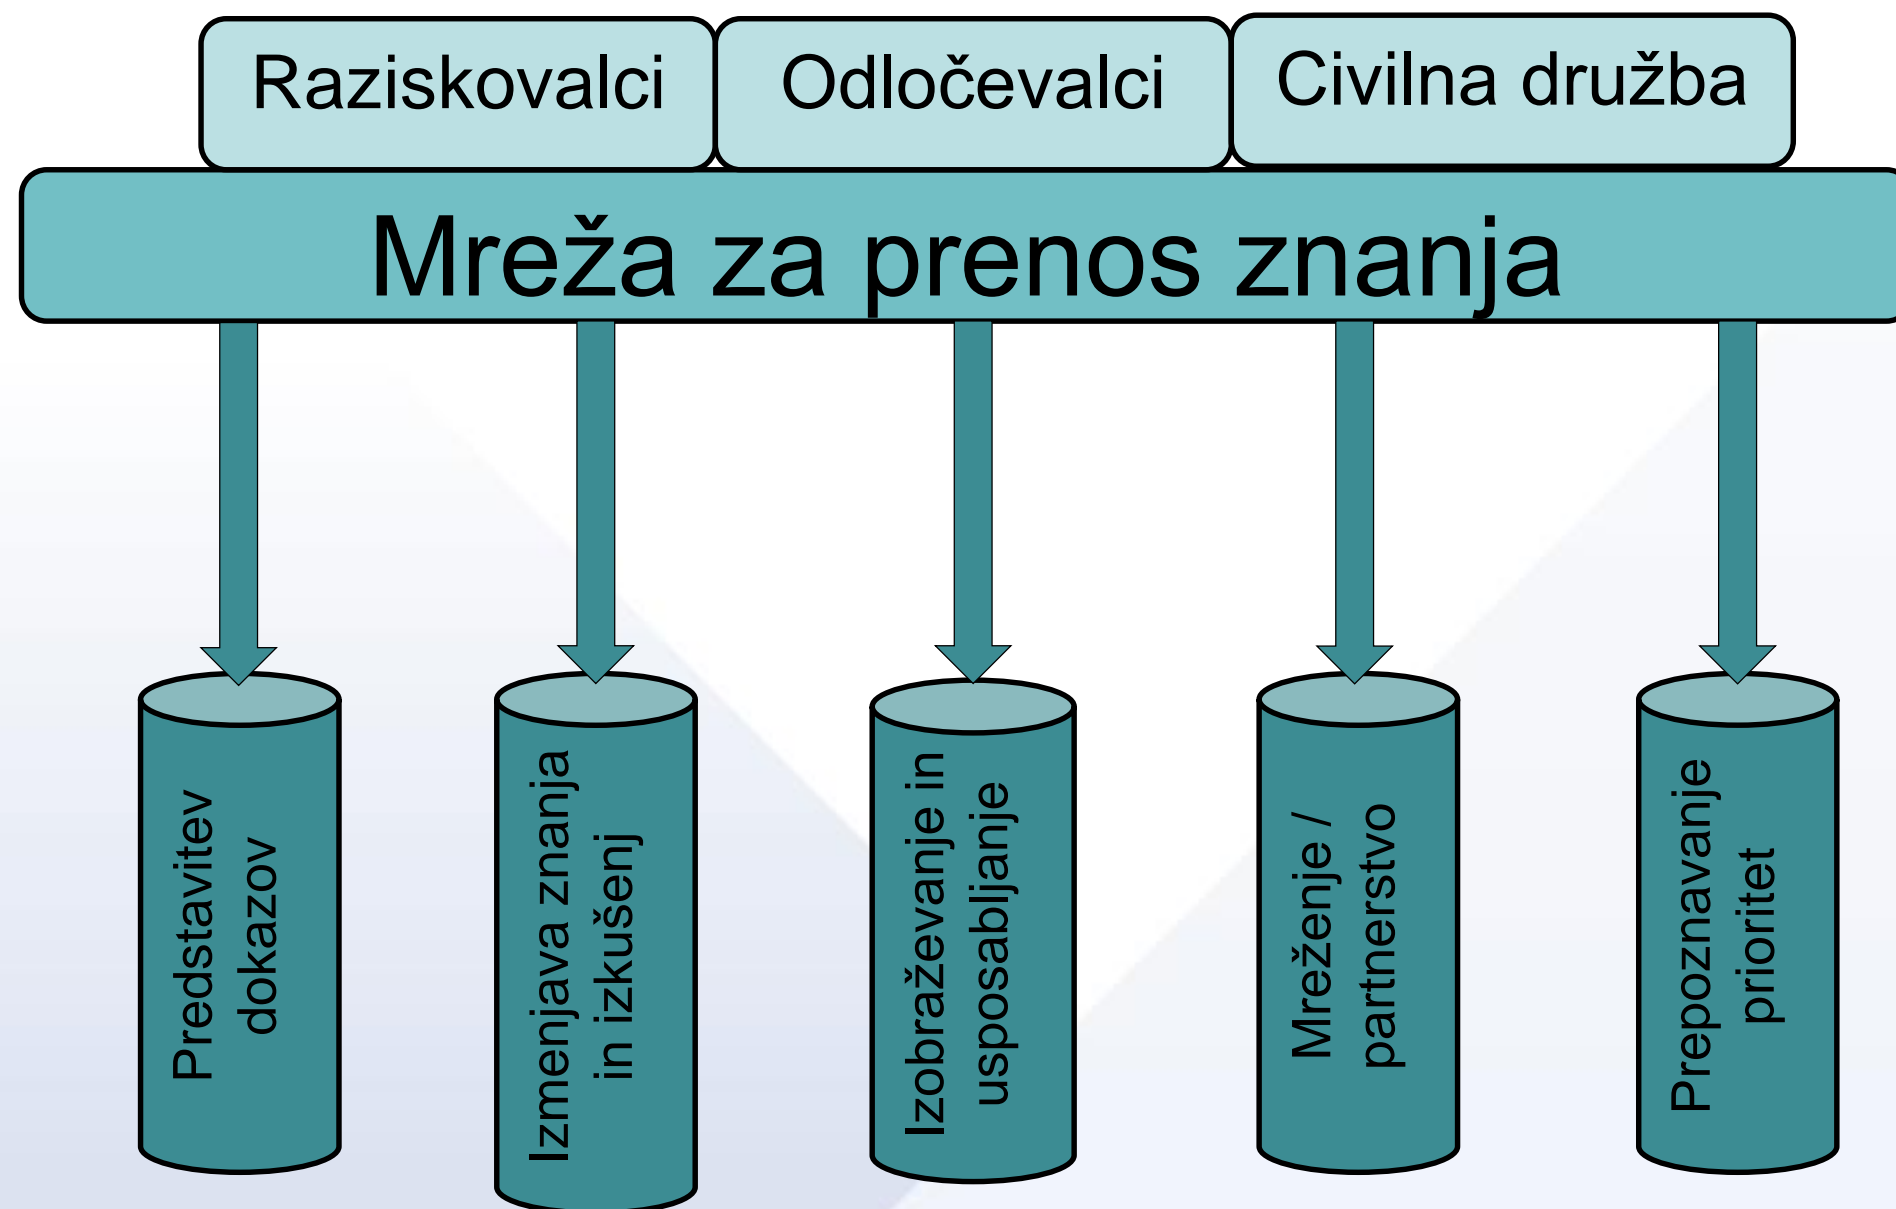 Raziskovalci
Odločevalci
Civilna družba
Mreža za prenos znanja
Predstavitev
dokazov
Izmenjava znanja
in izkušenj
Izobraževanje in
usposabljanje
Mreženje /
partnerstvo
Prepoznavanje
prioritet